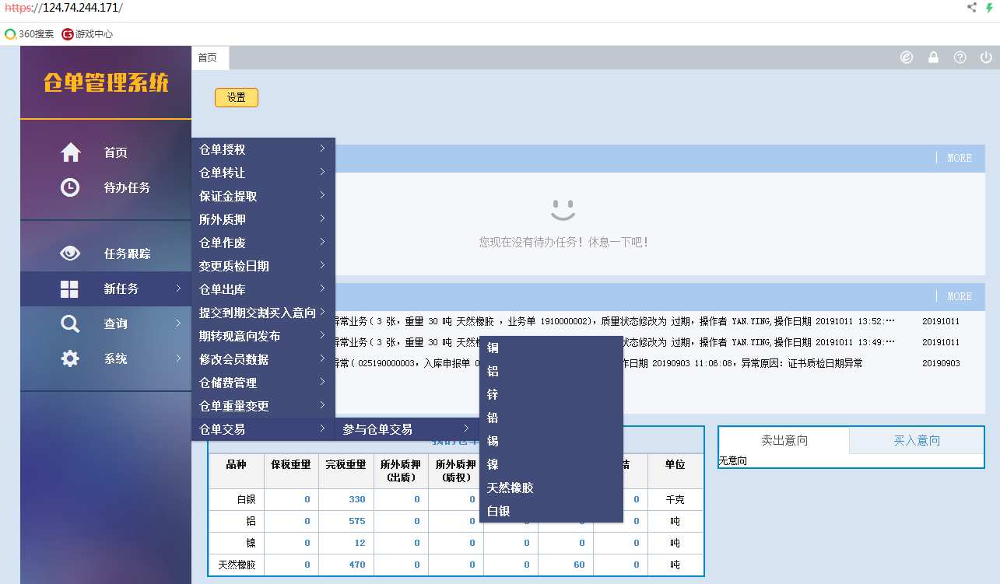 https://124.74.244.171/
360搜索 游戏中心
仓单管理系统
首页
待办任务
任务跟踪
新任务
查询
系统
首页
设置
仓单授权
仓单转让
保证金提取
所外质押
仓单作废
变更质检日期
仓单出库
提交到期交割买入意向
期转现意向发布
修改会员数据
仓储费管理
仓单重量变更
仓单交易
参与仓单交易
铜
铝
锌
铅
锡
镍
天然橡胶
白银
MORE
您现在没有待办任务！休息一下吧！
MORE
异常业务( 3 张，重量 30 吨 天然橡胶 ，业务单 1910000002)，质量状态修改为 过期，操作者 YAN.YING,操作日期 20191011 13:52:… 20191011
异常业务( 3 张，重量 30 吨 天然 状态修改为 过期，操作者 YAN.YING,操作日期 20191011 13:49:… 20191011
异常( 025190000003，入库申报单 作日期 20190903 11:06:08，异常原因：证书质检日期异常 20190903
我的仓单
品种 保税重量 完税重量 所外质押(出质) 所外质押(质权) 单位
白银 0 330 0 0 0 千克
铝 0 575 0 0 0 0 0 吨
镍 0 12 0 0 0 0 0 吨
天然橡胶 0 470 0 0 0 60 0 吨
卖出意向 买入意向
无意向